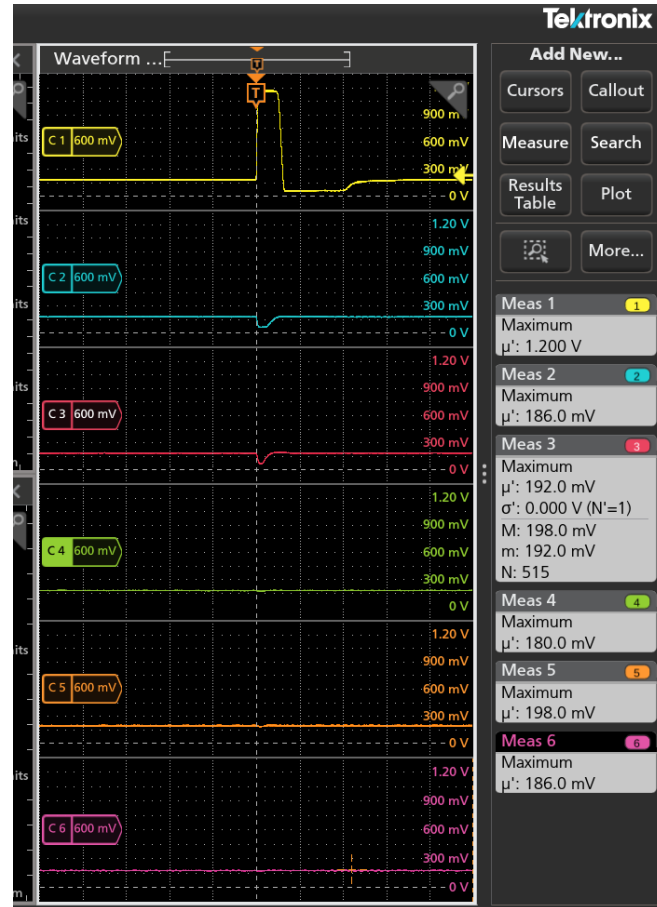 Tektronix
Waveform ...
T
T
900 m
600 mV
300 mV
0 V
C 1 600 mV
1.20 V
900 mV
600 mV
300 mV
0 V
C 2 600 mV
1.20 V
900 mV
600 mV
300 mV
0 V
C 3 600 mV
1.20 V
900 mV
600 mV
300 mV
0 V
C 4 600 mV
1.20 V
900 mV
600 mV
300 mV
0 V
C 5 600 mV
1.20 V
900 mV
600 mV
300 mV
0 V
C 6 600 mV
Add New...
Cursors
Callout
Measure
Search
Results
Table
Plot
More...
Meas 1 1
Maximum
µ': 1.200 V
Meas 2 2
Maximum
µ': 186.0 mV
Meas 3 3
Maximum
µ': 192.0 mV
σ': 0.000 V (N'=1)
M: 198.0 mV
m: 192.0 mV
N: 515
Meas 4 4
Maximum
µ': 180.0 mV
Meas 5 5
Maximum
µ': 198.0 mV
Meas 6 6
Maximum
µ': 186.0 mV